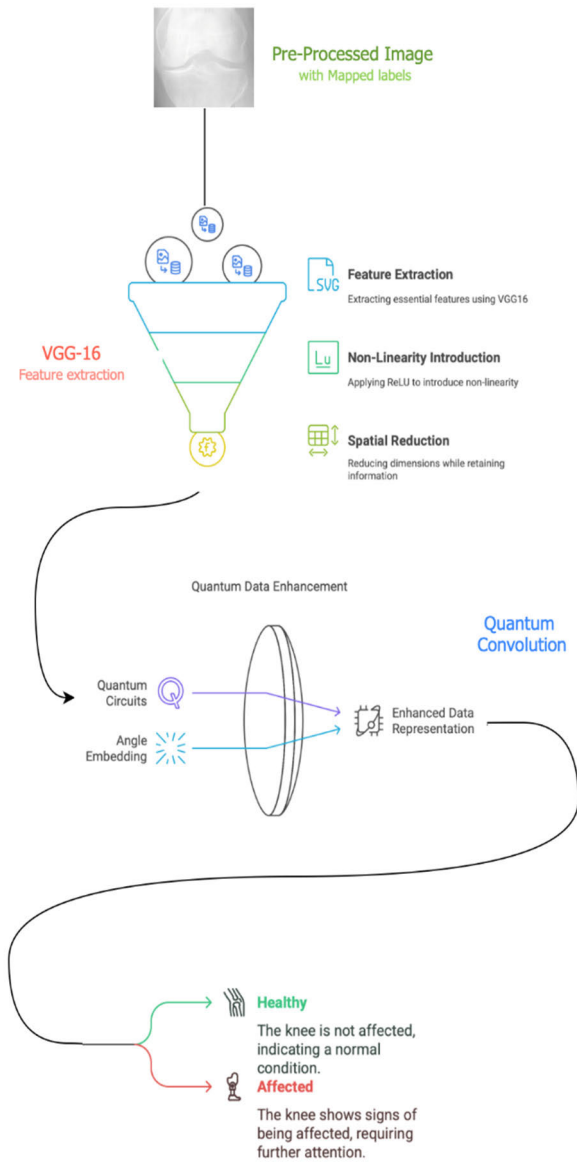 Pre-Processed Image
with Mapped labels
SVG
Feature Extraction
Extracting essential features using VGG16
VGG-16
Feature extraction
Lu
Non-Linearity Introduction
Applying ReLU to introduce non-linearity
f
Spatial Reduction
Reducing dimensions while retaining
information
Quantum Data Enhancement
Quantum
Convolution
Quantum
Circuits
Angle
Embedding
Enhanced Data
Representation
Healthy
The knee is not affected,
indicating a normal
condition.
Affected
The knee shows signs of
being affected, requiring
further attention.